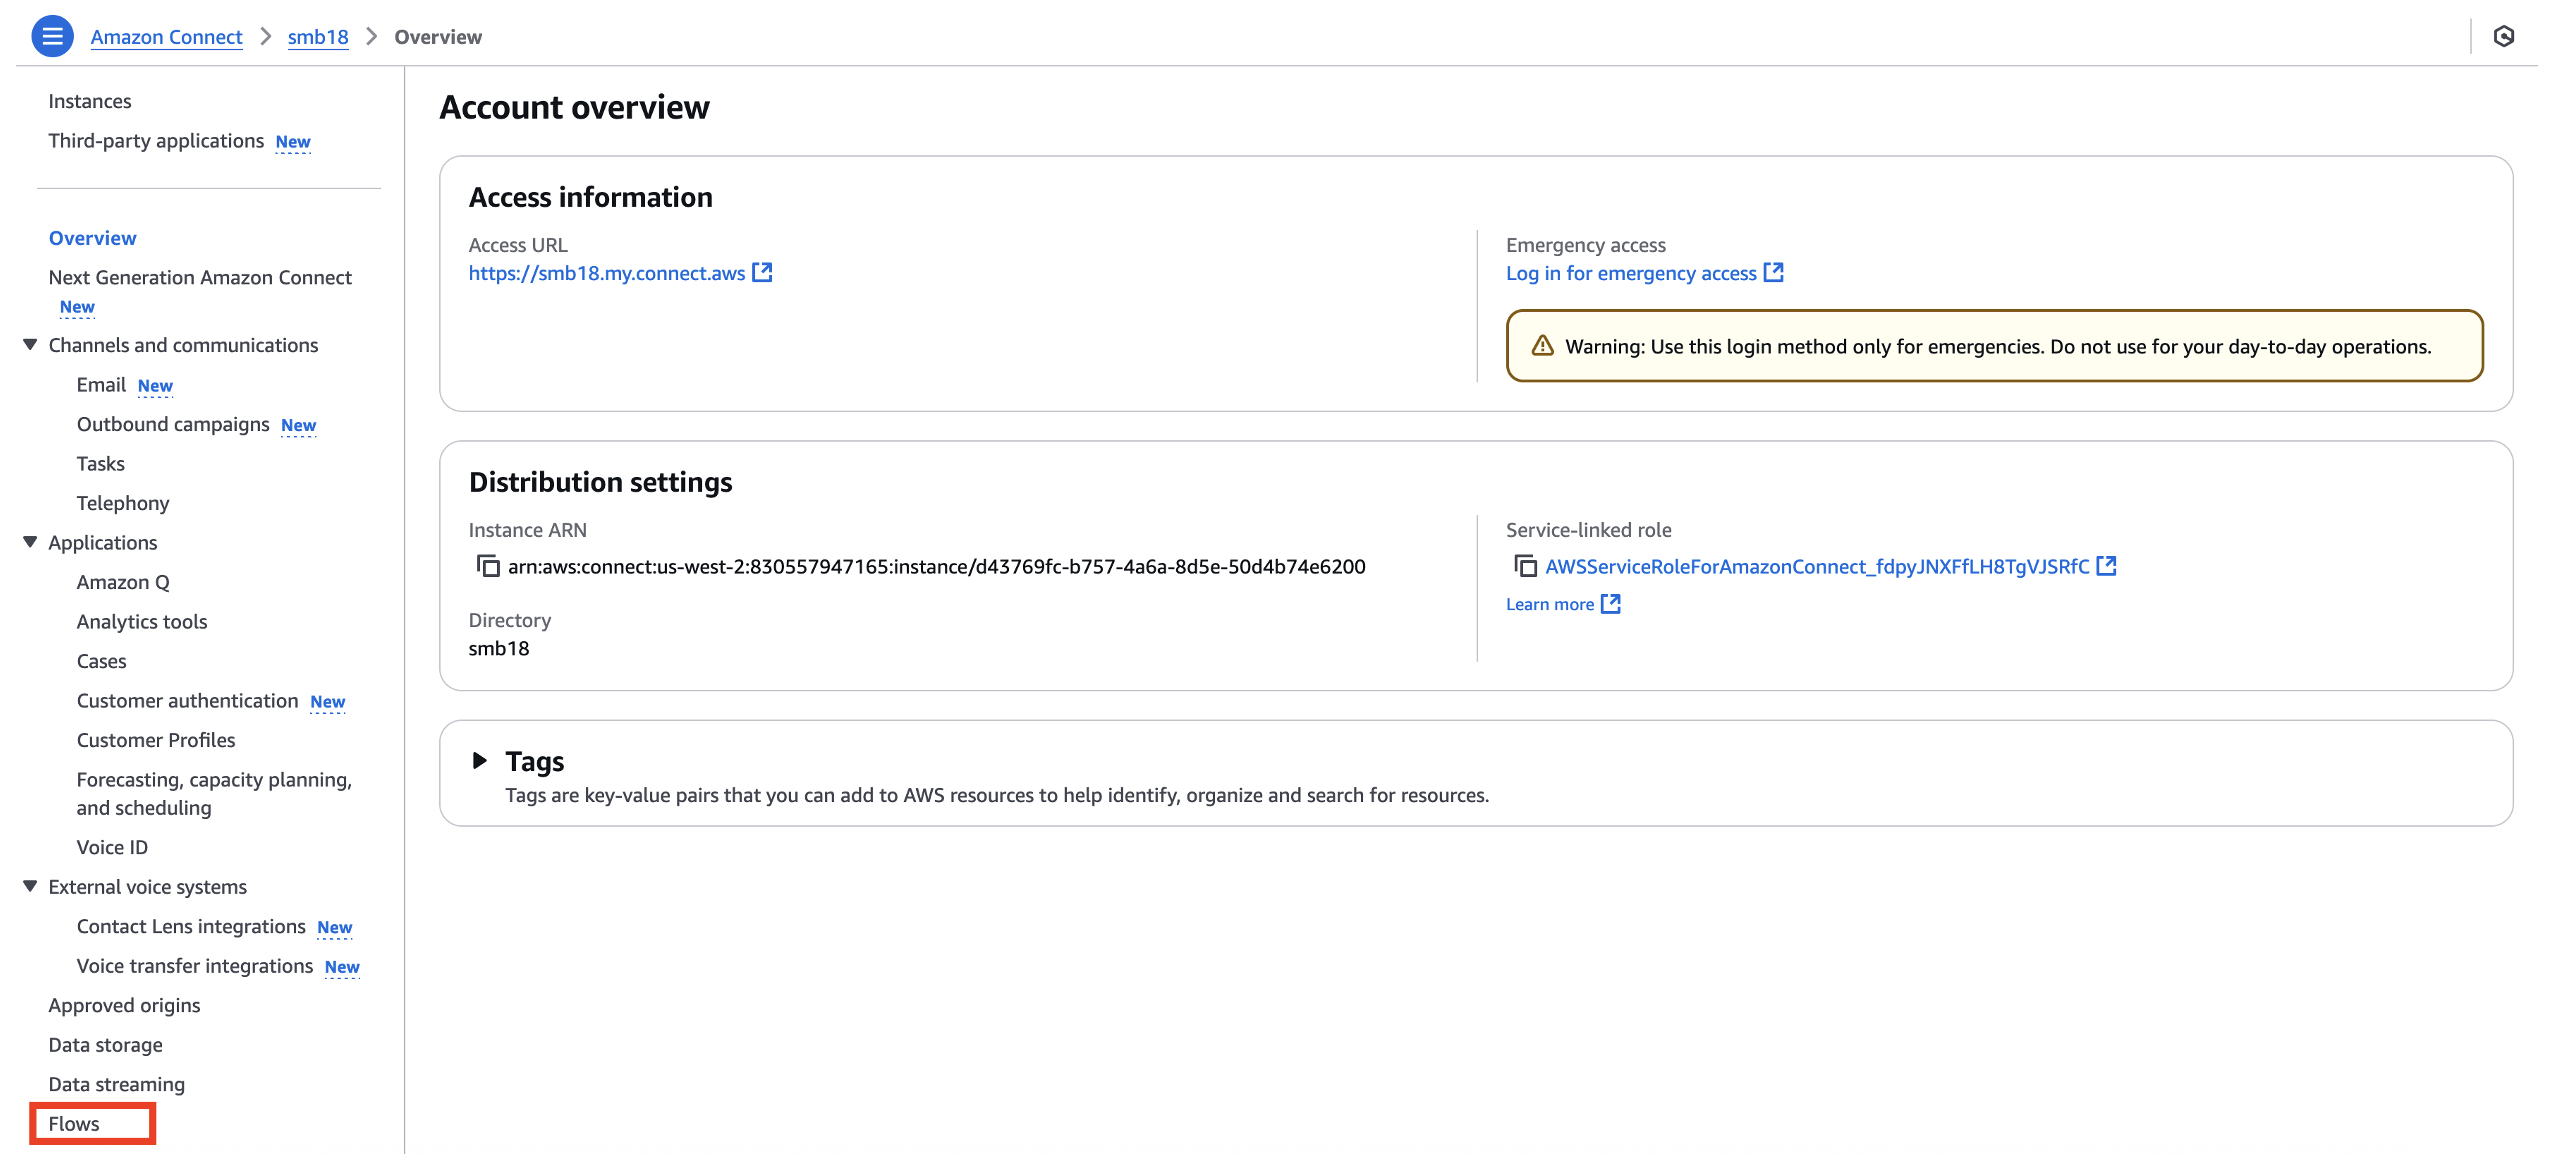 Amazon Connect > smb18 > Overview
Instances
Third-party applications New
Overview
Next Generation Amazon Connect
New
Channels and communications
Email New
Outbound campaigns New
Tasks
Telephony
Applications
Amazon Q
Analytics tools
Cases
Customer authentication New
Customer Profiles
Forecasting, capacity planning,
and scheduling
Voice ID
External voice systems
Contact Lens integrations New
Voice transfer integrations New
Approved origins
Data storage
Data streaming
Flows
Account overview
Access information
Access URL
https://smb18.my.connect.aws
Emergency access
Log in for emergency access
Warning: Use this login method only for emergencies. Do not use for your day-to-day operations.
Distribution settings
Instance ARN
arn:aws:connect:us-west-2:830557947165:instance/d43769fc-b757-4a6a-8d5e-50d4b74e6200
Directory
smb18
Service-linked role
AWSServiceRoleForAmazonConnect_fdpyJNXFfLH8TgVJSRfC
Learn more
Tags
Tags are key-value pairs that you can add to AWS resources to help identify, organize and search for resources.